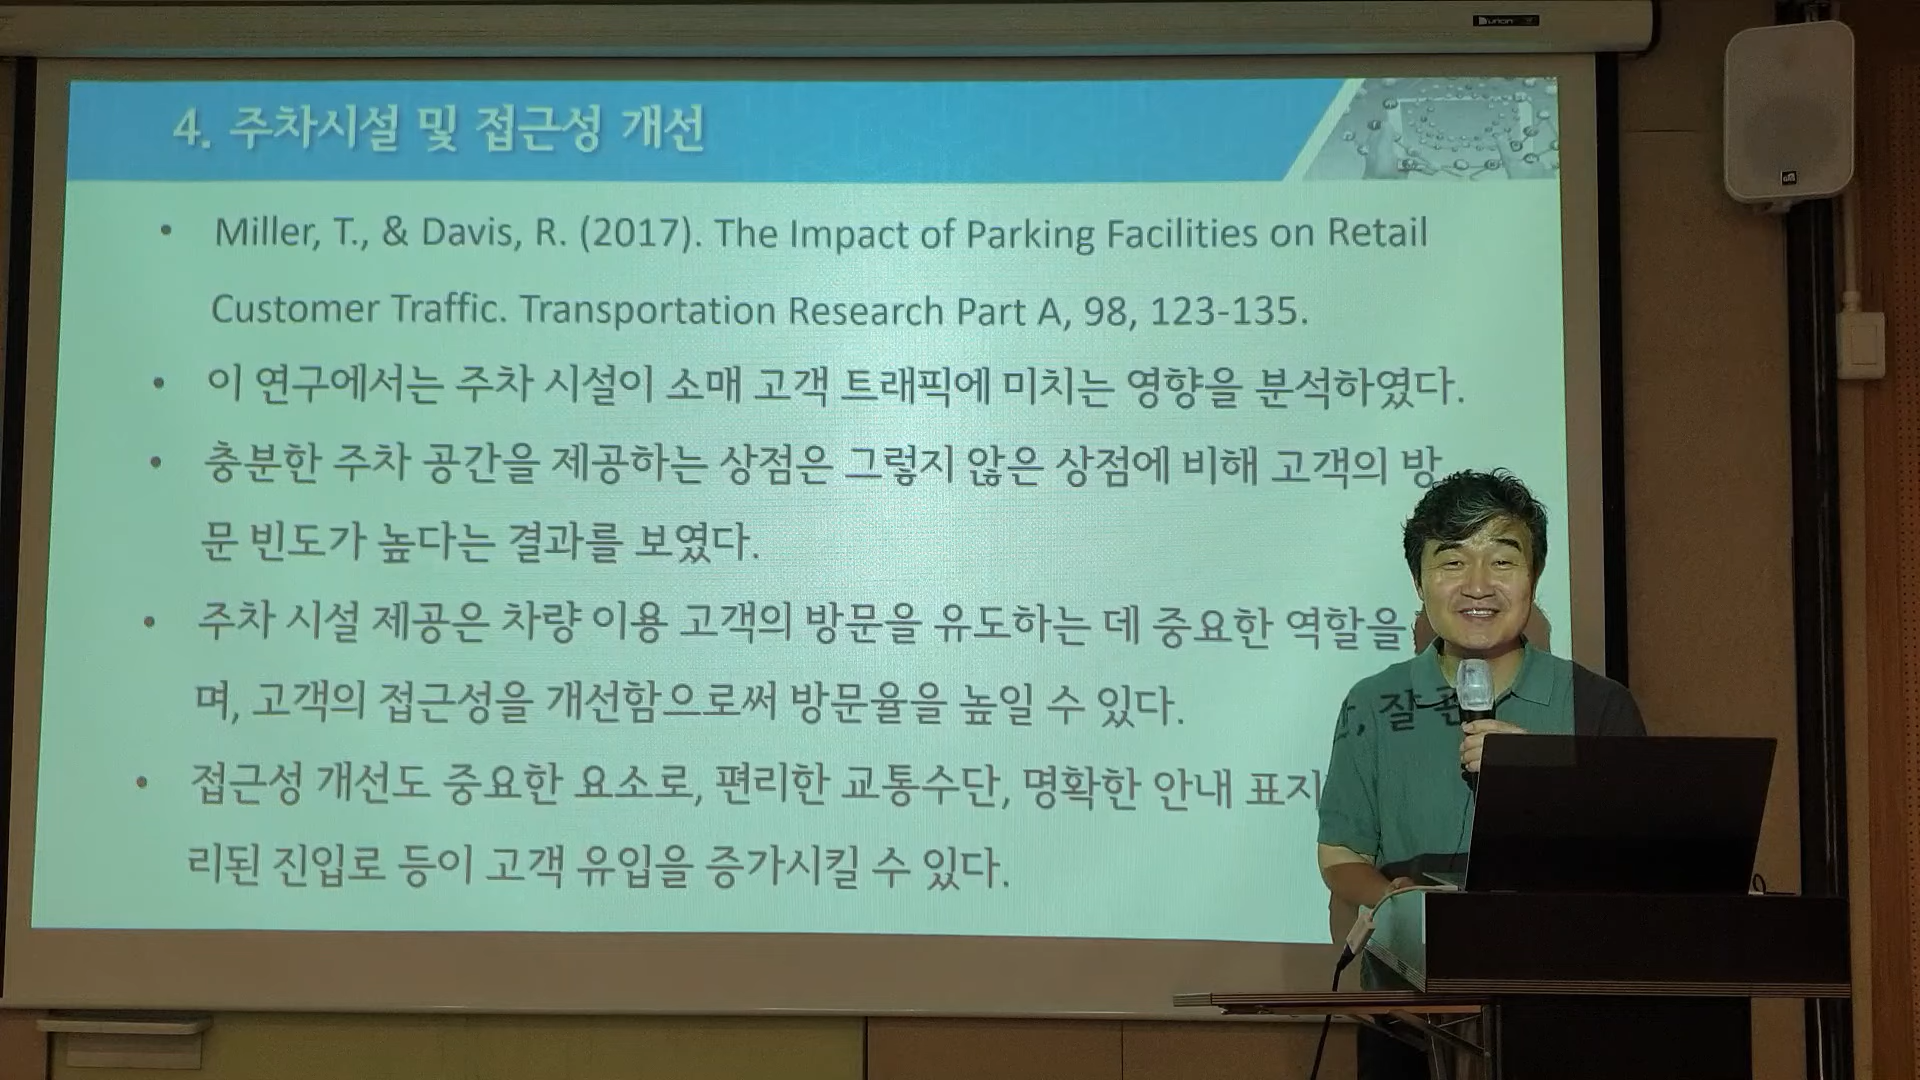 4. 주차시설 및 접근성 개선
• Miller, T., & Davis, R. (2017). The Impact of Parking Facilities on Retail
Customer Traffic. Transportation Research Part A, 98, 123-135.
• 이 연구에서는 주차 시설이 소매 고객 트래픽에 미치는 영향을 분석하였다.
• 충분한 주차 공간을 제공하는 상점은 그렇지 않은 상점에 비해 고객의 방
문 빈도가 높다는 결과를 보였다.
• 주차 시설 제공은 차량 이용 고객의 방문을 유도하는 데 중요한 역할을
며, 고객의 접근성을 개선함으로써 방문율을 높일 수 있다.
• 접근성 개선도 중요한 요소로, 편리한 교통수단, 명확한 안내 표지판, 잘
리된 진입로 등이 고객 유입을 증가시킬 수 있다.